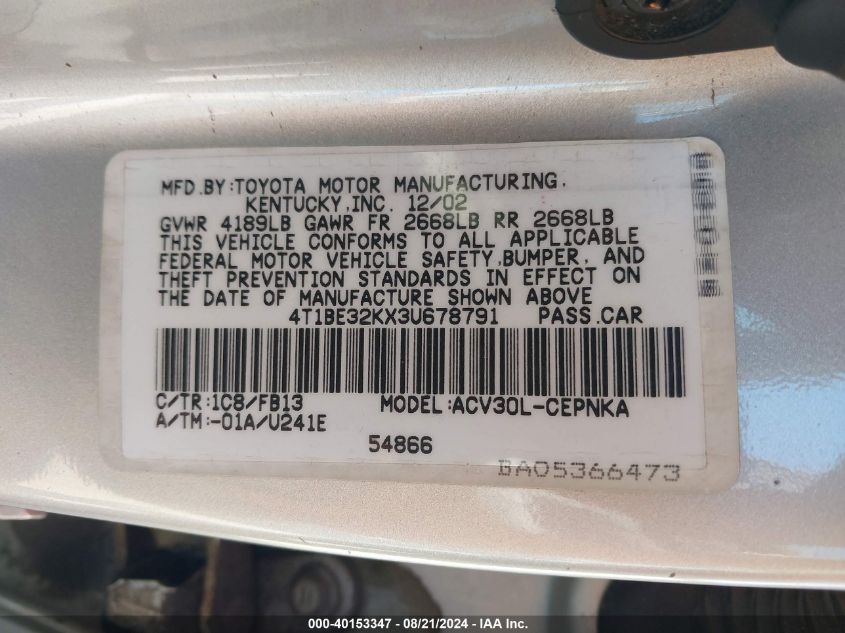 MFD.BY:TOYOTA MOTOR MANUFACTURING,
KENTUCKY,INC. 12/02
GVWR 4189LB GAWR FR 2668LB RR 2668LB
THIS VEHICLE CONFORMS TO ALL APPLICABLE
FEDERAL MOTOR VEHICLE SAFETY,BUMPER, AND
THEFT PREVENTION STANDARDS IN EFFECT ON
THE DATE OF MANUFACTURE SHOWN ABOVE
4T1BE32KX3U678791 PASS.CAR
C/TR:1C8/FB13 MODEL:ACV30L-CEPNKA
A/TM:-01A/U241E
54866
BA05366473
000-40153347 - 08/21/2024 - IAA Inc.